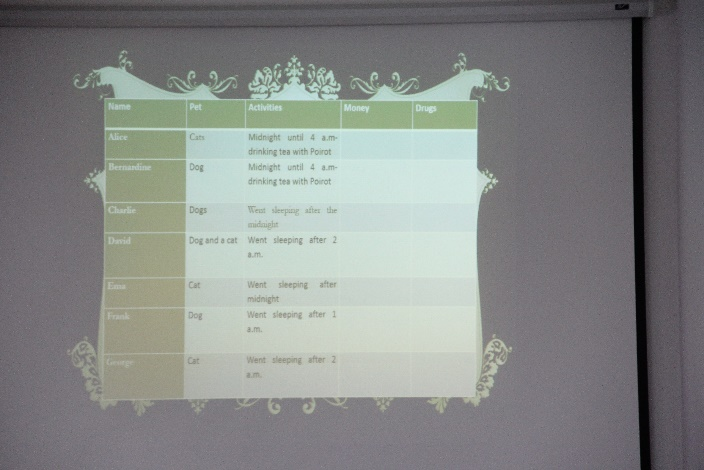 Name Pet Activities Money Drugs
Alice Cats Midnight until 4 a.m-
drinking tea with Poirot
Bernardine Dog Midnight until 4 a.m-
drinking tea with Poirot
Charlie Dogs Went sleeping after the
midnight
David Dog and a cat Went sleeping after 2
a.m.
Ema Cat Went sleeping after
midnight
Frank Dog Went sleeping after 1
a.m.
George Cat Went sleeping after 2
a.m.